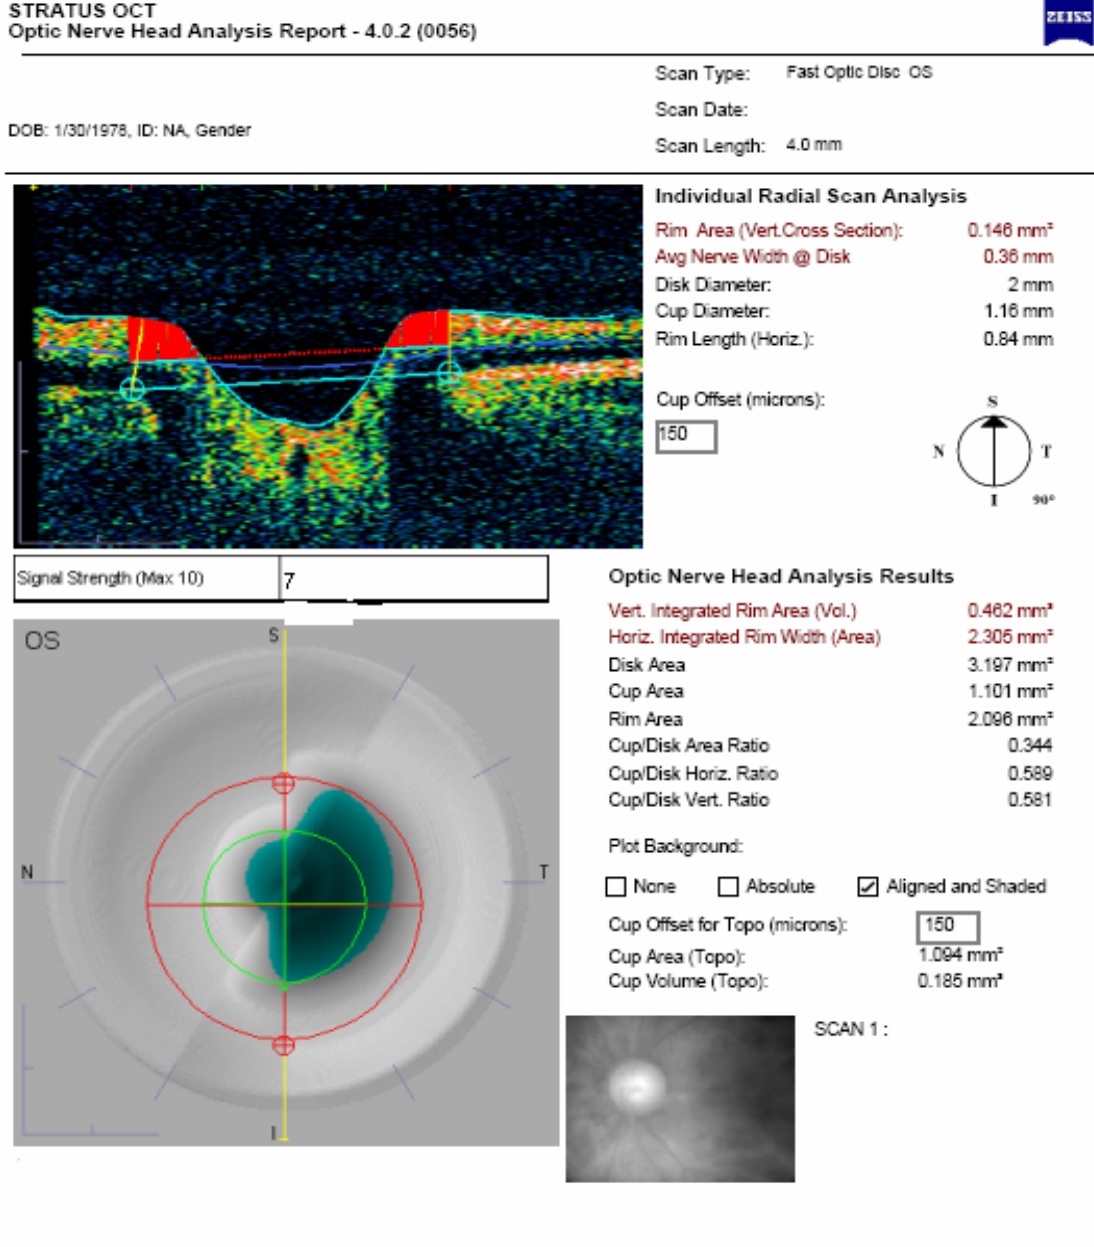 STRATUS OCT
Optic Nerve Head Analysis Report - 4.0.2 (0056)
ZEISS
Scan Type: Fast Optic Disc OS
Scan Date:
DOB: 1/30/1978, ID: NA, Gender
Scan Length: 4.0 mm
Individual Radial Scan Analysis
Rim Area (Vert.Cross Section): 0.146 mm²
Avg Nerve Width @ Disk 0.36 mm
Disk Diameter: 2 mm
Cup Diameter: 1.16 mm
Rim Length (Horiz.): 0.84 mm
Cup Offset (microns):
150
S
N T
I 90°
Signal Strength (Max 10) 7
Optic Nerve Head Analysis Results
Vert. Integrated Rim Area (Vol.) 0.462 mm³
Horiz. Integrated Rim Width (Area) 2.305 mm²
Disk Area 3.197 mm²
Cup Area 1.101 mm²
Rim Area 2.096 mm²
Cup/Disk Area Ratio 0.344
Cup/Disk Horiz. Ratio 0.589
Cup/Disk Vert. Ratio 0.581
Plot Background:
None Absolute Aligned and Shaded
Cup Offset for Topo (microns): 150
Cup Area (Topo): 1.094 mm²
Cup Volume (Topo): 0.185 mm³
OS
S
N T
I
SCAN 1 :